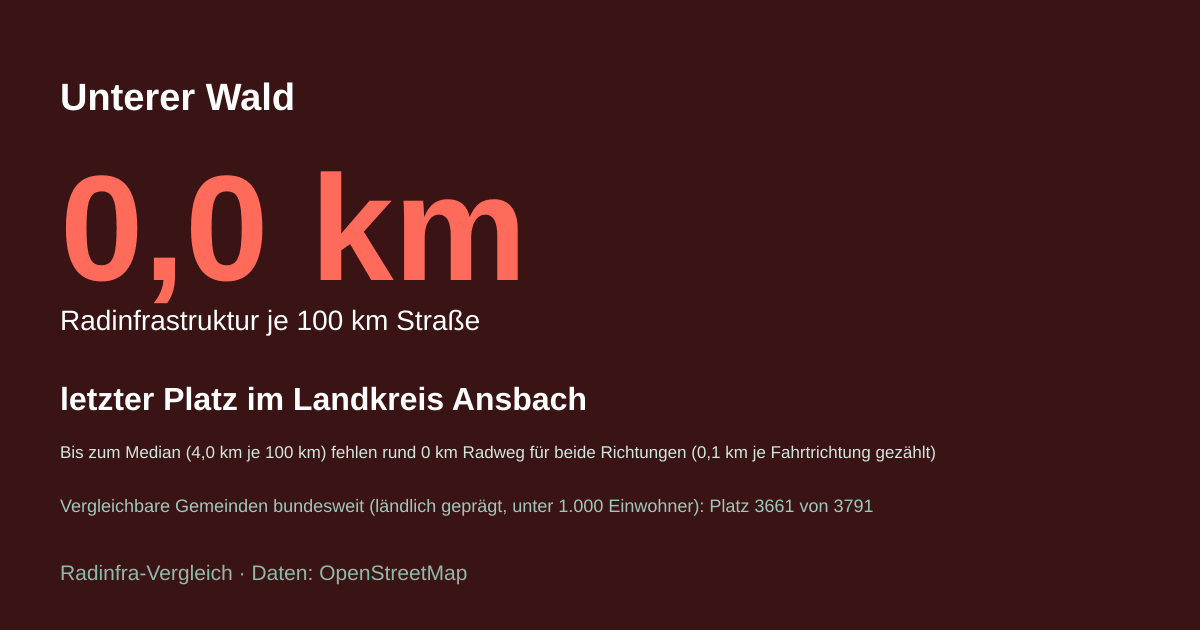 Unterer Wald
0,0 km
Radinfrastruktur je 100 km Straße
letzter Platz im Landkreis Ansbach
Bis zum Median (4,0 km je 100 km) fehlen rund 0 km Radweg für beide Richtungen (0,1 km je Fahrtrichtung gezählt)
Vergleichbare Gemeinden bundesweit (ländlich geprägt, unter 1.000 Einwohner): Platz 3661 von 3791
Radinfra-Vergleich · Daten: OpenStreetMap